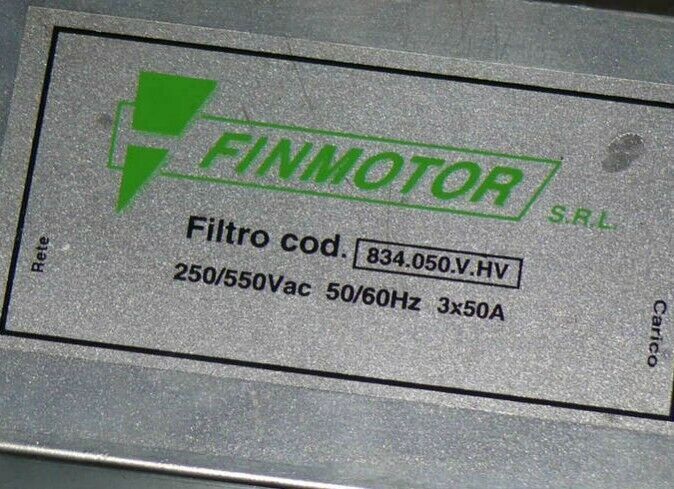 FINMOTOR S.R.L.
Filtro cod. 834.050.V.HV
250/550Vac 50/60Hz 3x50A
Rete
Carico